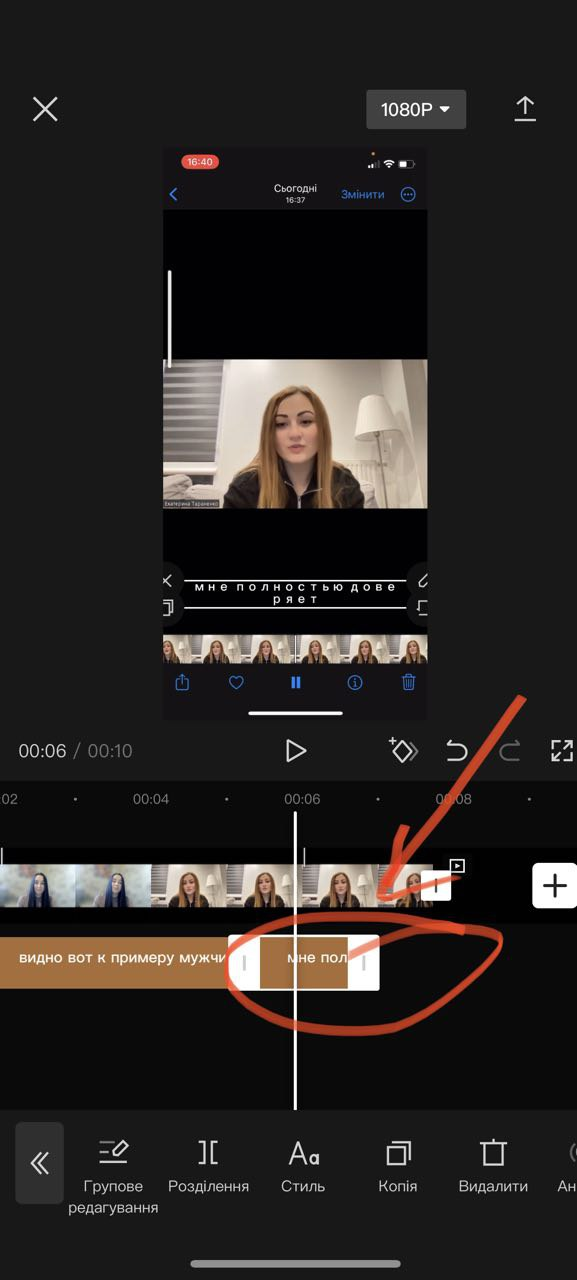 1080P
16:40
Сьогодні
16:37
Змінити
Екатерина Тараненко
мне полностью дове
ряет
00:06 / 00:10
:02
00:04
00:06
00:08
видно вот к примеру мужчи
мне пол
Групове
редагування
Розділення
Стиль
Копія
Видалити
Ан